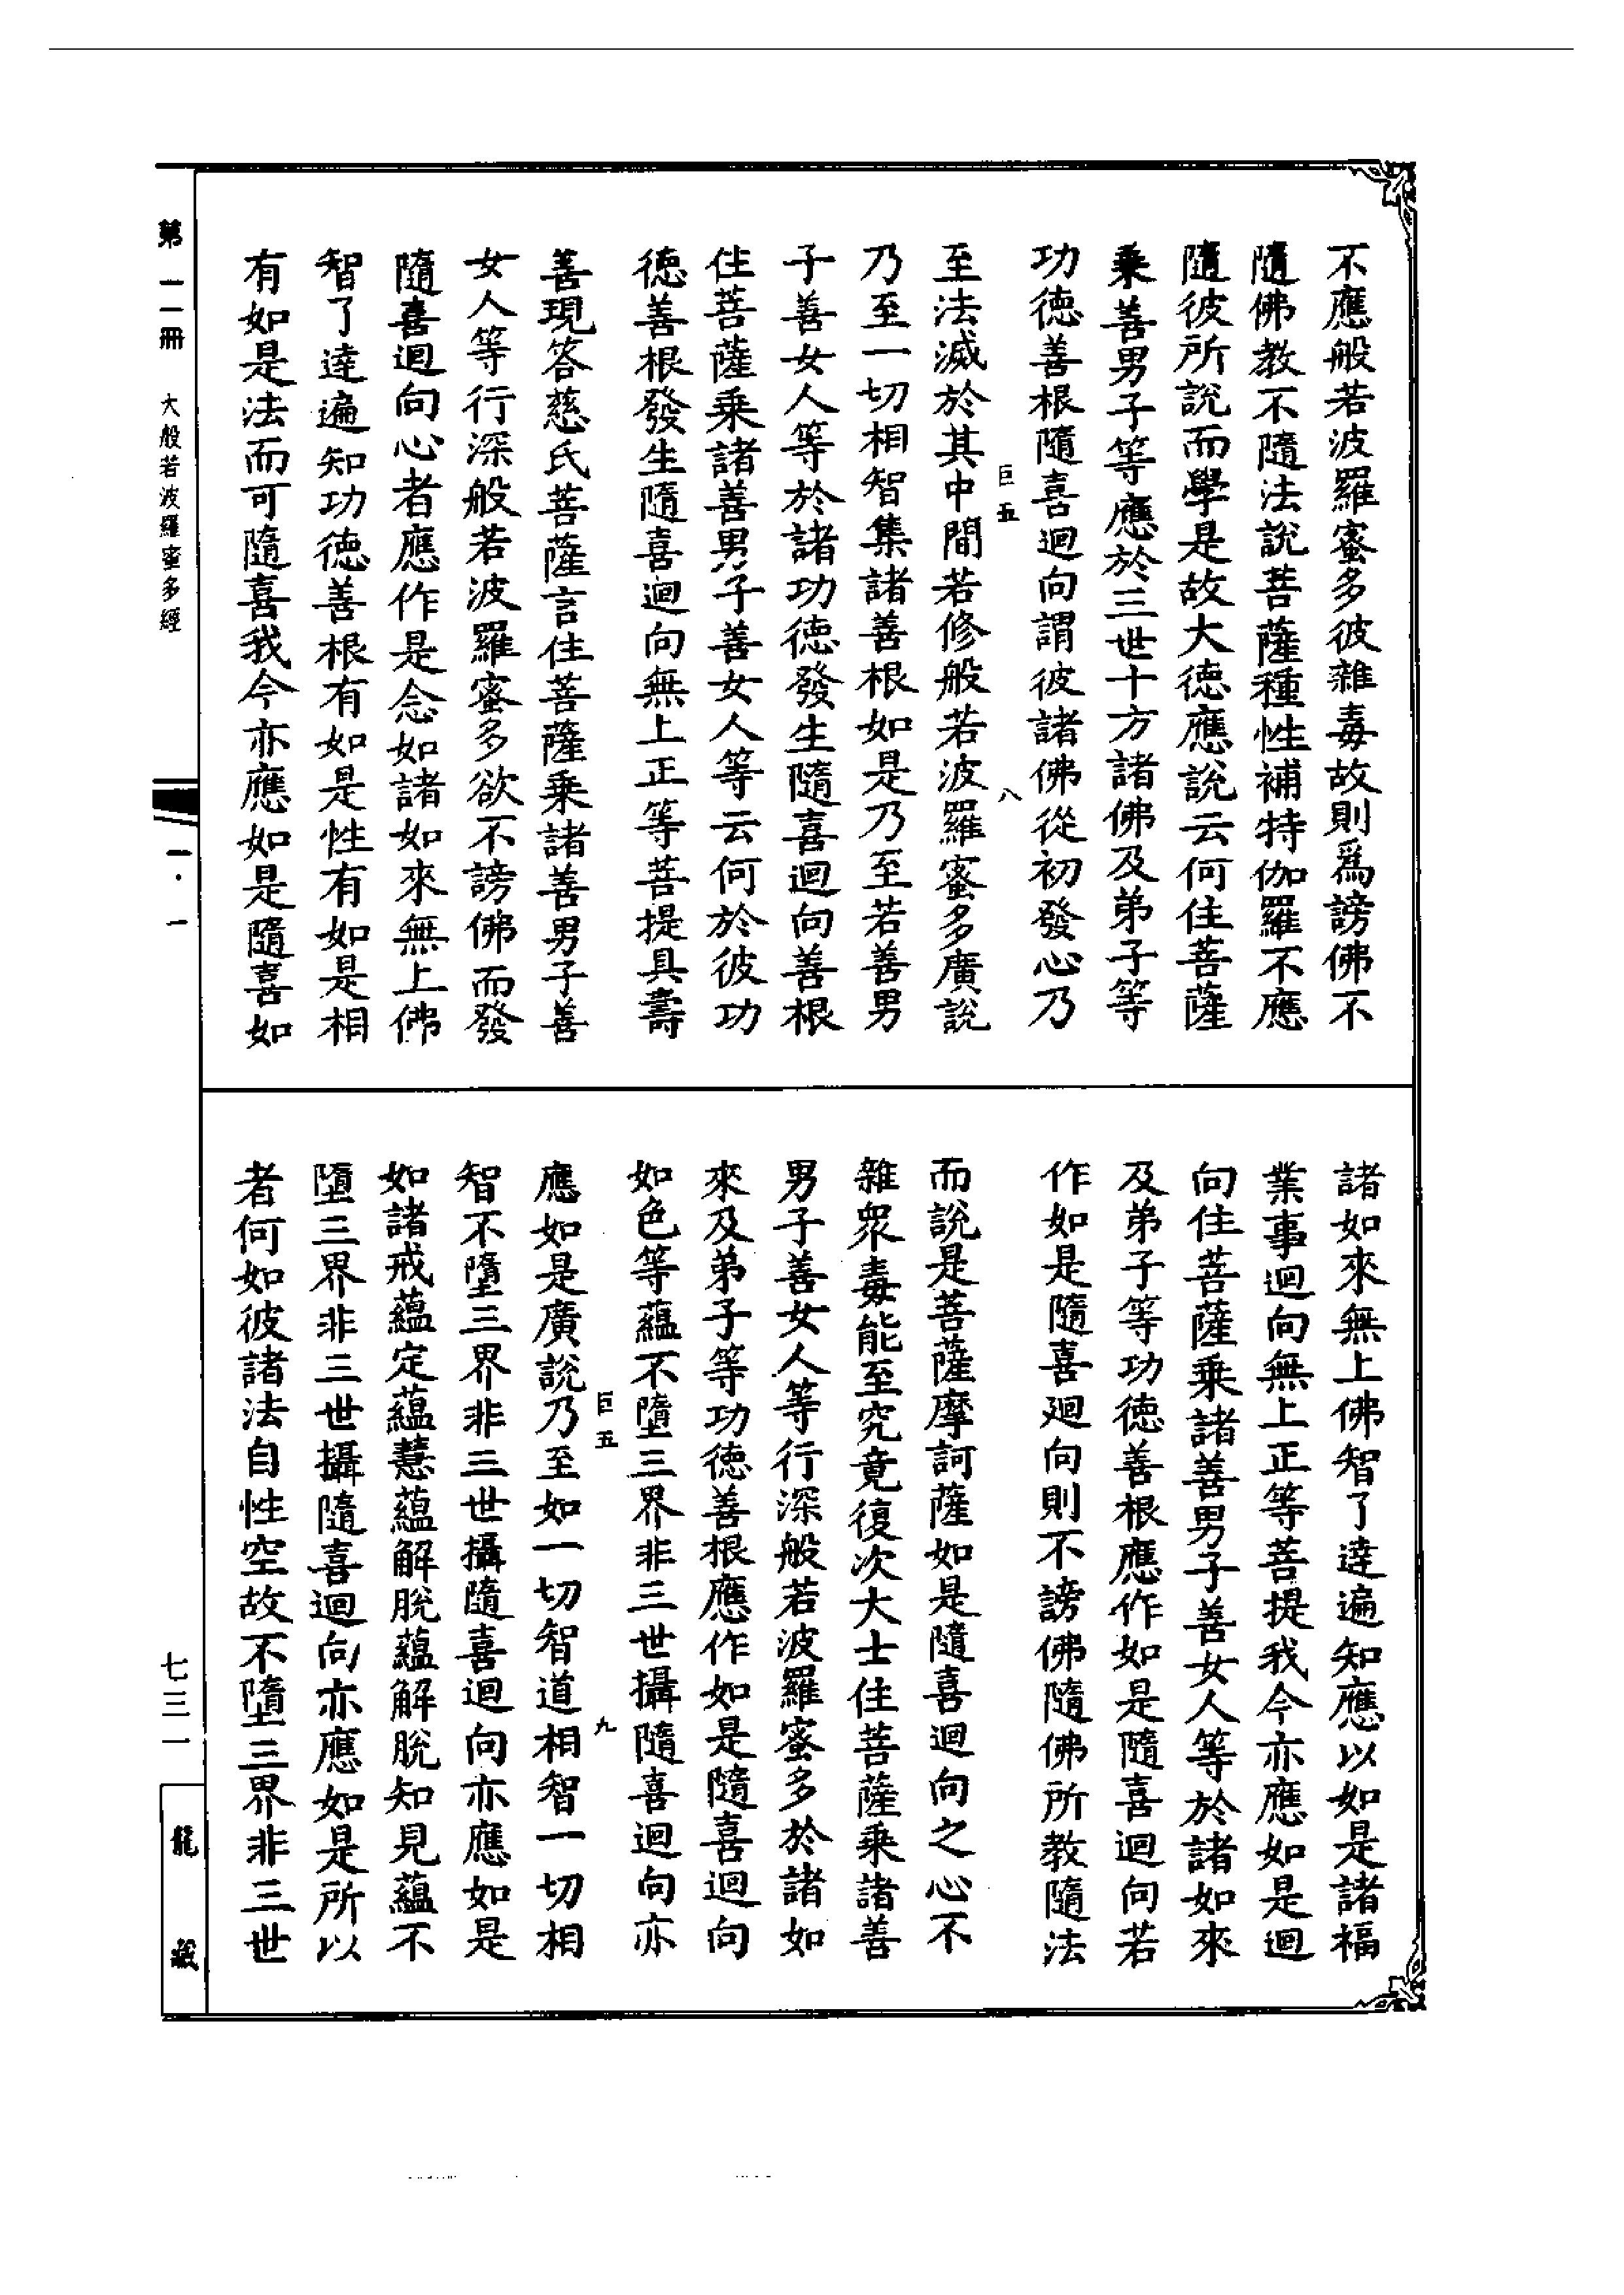 不應般若波羅蜜多彼雜毒故則為謗佛不
隨佛教不隨法說菩薩種性補特伽羅不應
隨彼所說而學是故大德應說云何住菩薩
乘善男子等應於三世十方諸佛及弟子等
功德善根隨喜迴向謂彼諸佛從初發心乃
巨五
八
至法滅於其中間若修般若波羅蜜多廣說
乃至一切相智集諸善根如是乃至若善男
子善女人等於諸功德發生隨喜迴向善根
住菩薩乘諸善男子善女人等云何於彼功
德善根發生隨喜迴向無上正等菩提具壽
善現答慈氏菩薩言住菩薩乘諸善男子善
女人等行深般若波羅蜜多欲不謗佛而發
隨喜迴向心者應作是念如諸如來無上佛
智了達遍知功德善根有如是性有如是相
有如是法而可隨喜我今亦應如是隨喜如
諸如來無上佛智了達遍知應以如是諸福
業事迴向無上正等菩提我今亦應如是迴
向住菩薩乘諸善男子善女人等於諸如來
及弟子等功德善根應作如是隨喜迴向若
作如是隨喜迴向則不謗佛隨佛所教隨法
而說是菩薩摩訶薩如是隨喜迴向之心不
雜眾毒能至究竟復次大士住菩薩乘諸善
男子善女人等行深般若波羅蜜多於諸如
來及弟子等功德善根應作如是隨喜迴向
如色等蘊不墮三界非三世攝隨喜迴向亦
巨五
九
應如是廣說乃至如一切智道相智一切相
智不墮三界非三世攝隨喜迴向亦應如是
如諸戒蘊定蘊慧蘊解脫蘊解脫知見蘊不
墮三界非三世攝隨喜迴向亦應如是所以
者何如彼諸法自性空故不墮三界非三世
第二冊
大般若波羅蜜多經
一・一
七三一
龍藏